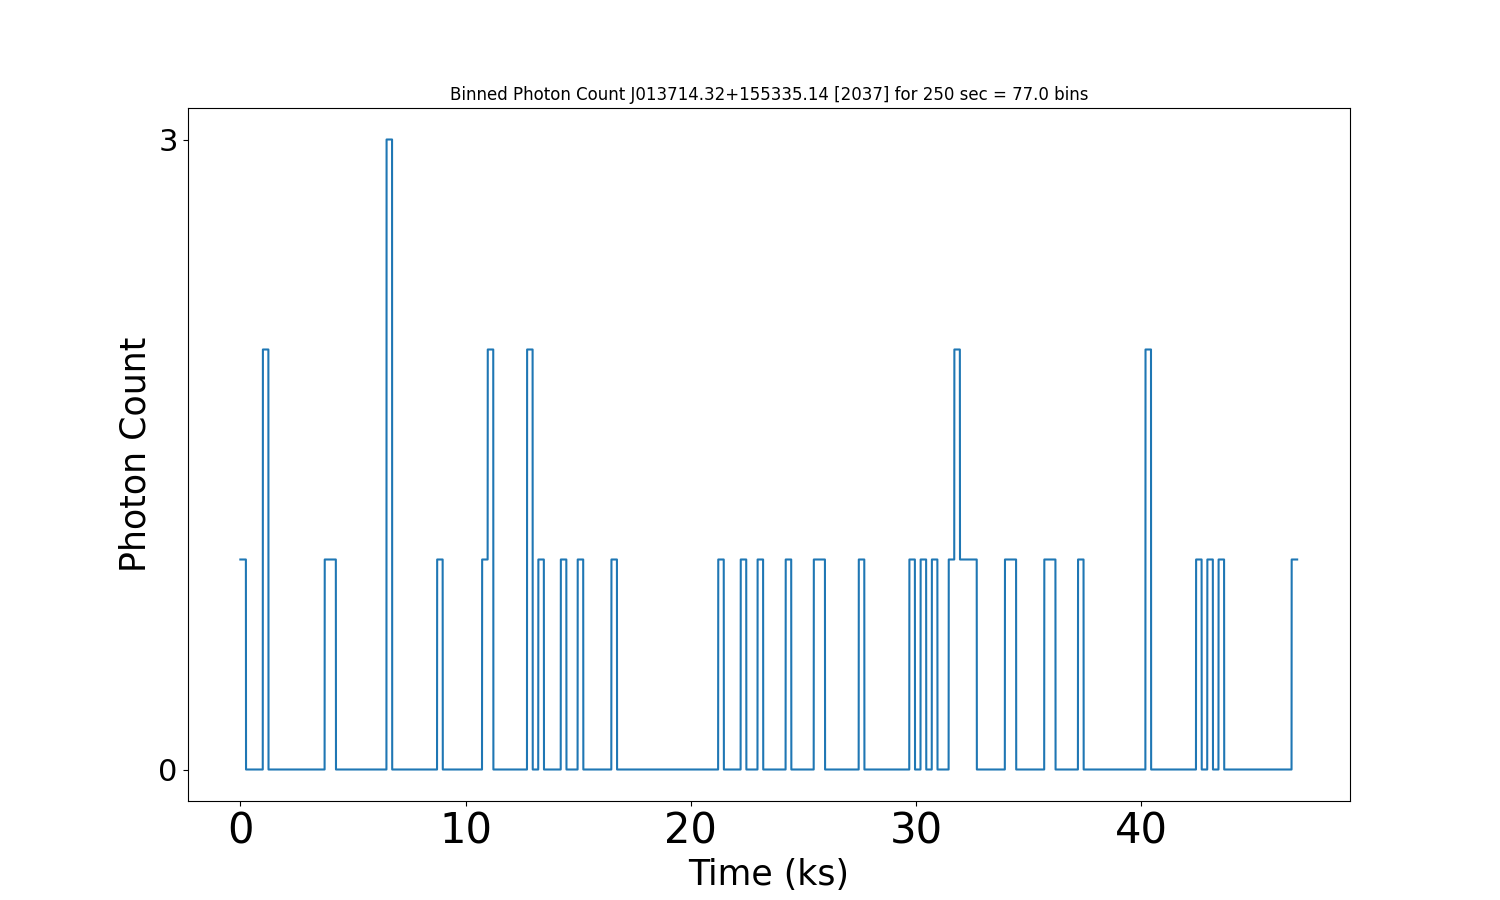 Binned Photon Count J013714.32+155335.14 [2037] for 250 sec = 77.0 bins
3
Photon Count
0
0 10 20 30 40
Time (ks)